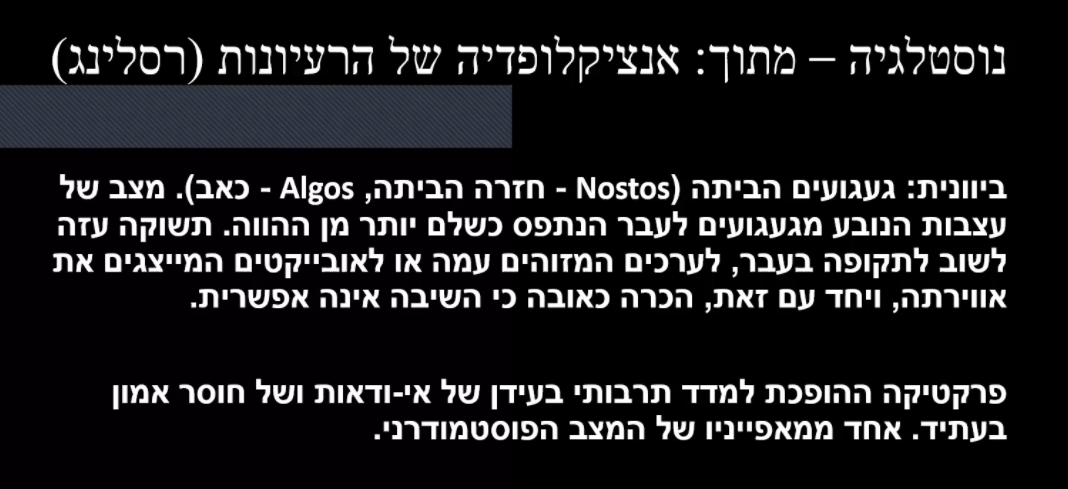 נוסטלגיה – מתוך: אנציקלופדיה של הרעיונות (רסלינג)
ביוונית: געגועים הביתה (Nostos - חזרה הביתה, Algos - כאב). מצב של
עצבות הנובע מגעגועים לעבר הנתפס כשלם יותר מן ההווה. תשוקה עזה
לשוב לתקופה בעבר, לערכים המזוהים עמה או לאובייקטים המייצגים את
אווירתה, ויחד עם זאת, הכרה כאובה כי השיבה אינה אפשרית.
פרקטיקה ההופכת למדד תרבותי בעידן של אי-ודאות ושל חוסר אמון
בעתיד. אחד ממאפייניו של המצב הפוסטמודרני.